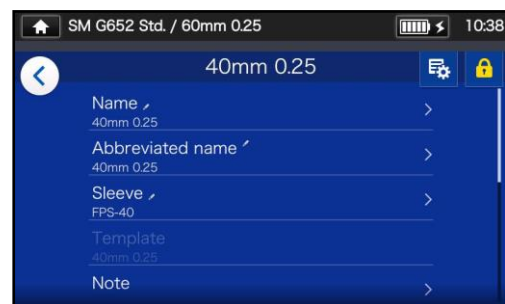 SM G652 Std. / 60mm 0.25
10:38
40mm 0.25
Name
40mm 0.25
Abbreviated name
40mm 0.25
Sleeve
FPS-40
Template
40mm 0.25
Note